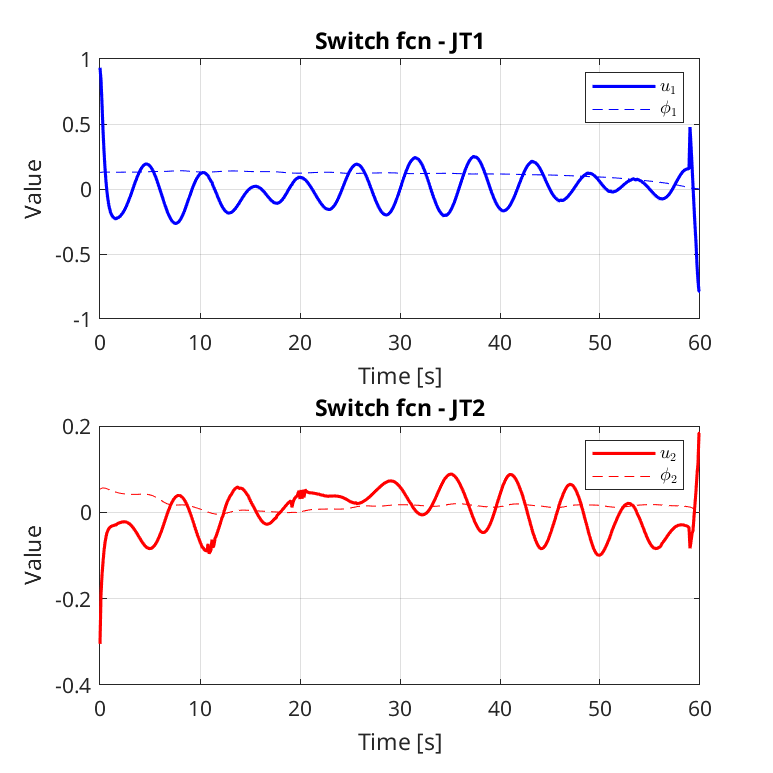 Switch fcn - JT1
1
0.5
0
-0.5
-1
Value
u₁
ϕ₁
0 10 20 30 40 50 60
Time [s]
Switch fcn - JT2
0.2
0
-0.2
-0.4
Value
u₂
ϕ₂
0 10 20 30 40 50 60
Time [s]